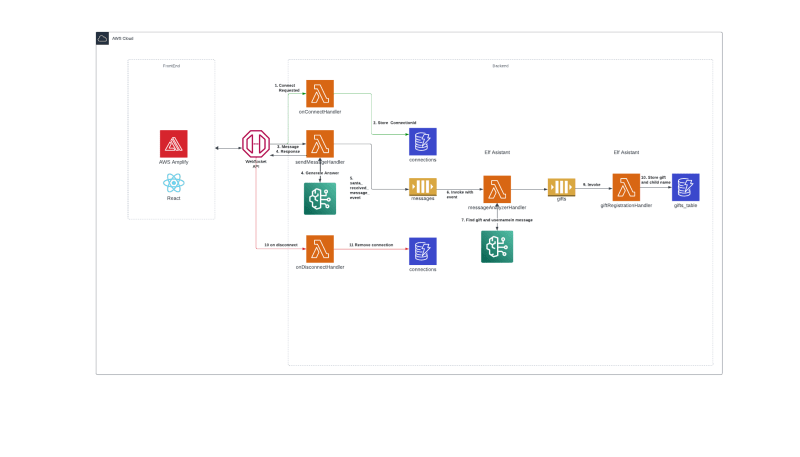 AWS Cloud
FrontEnd
Backend
1. Connect
Requested
onConnectHandler
2. Store ConnectionId
connections
AWS Amplify
React
WebSocket
API
3. Message
4. Response
sendMessageHandler
4. Generate Answer
5.
message_
event
messages
6. Invoke with
event
Elf Assistant
messageAnalyzerHandler
7. Find gift and username in message
gifts
9. Invoke
Elf Assistant
giftRegistrationHandler
10. Store gift
and child name
gifts_table
10 on disconnect
onDisconnectHandler
11 Remove connection
connections